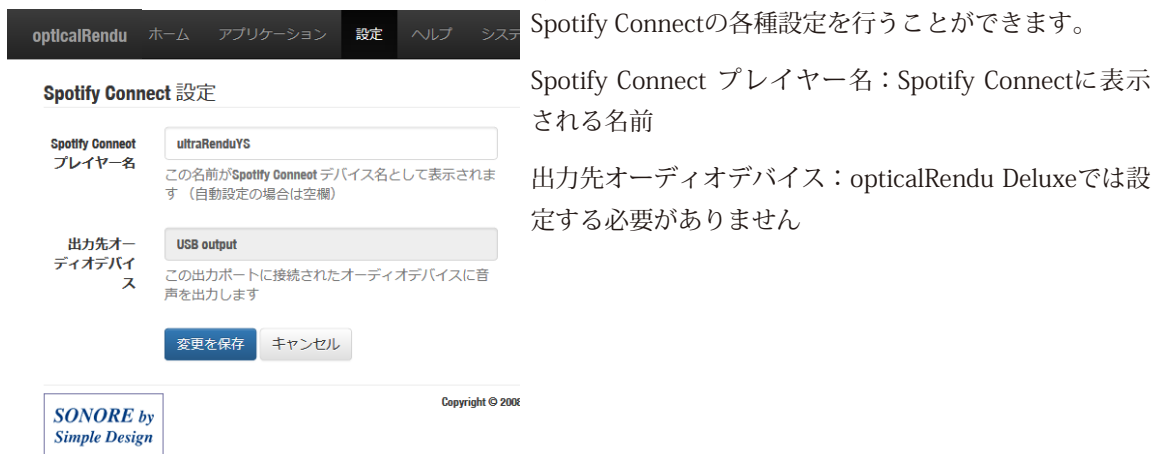 opticalRendu ホーム アプリケーション 設定 ヘルプ システ
Spotify Connect 設定
Spotify Connect
プレイヤー名
ultraRenduYS
この名前がSpotify Connect デバイス名として表示されま
す （自動設定の場合は空欄）
出力先オー
ディオデバイ
ス
USB output
この出力ポートに接続されたオーディオデバイスに音
声を出力します
変更を保存 キャンセル
Copyright © 2008
SONORE by
Simple Design
Spotify Connectの各種設定を行うことができます。
Spotify Connect プレイヤー名：Spotify Connectに表示
される名前
出力先オーディオデバイス：opticalRendu Deluxeでは設
定する必要がありません